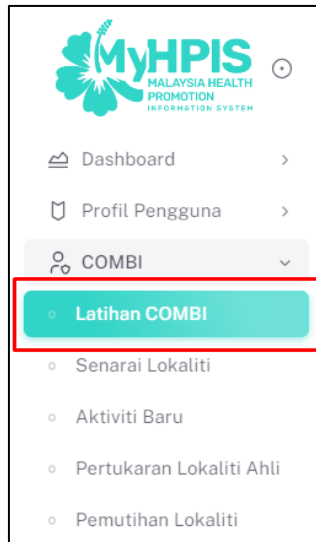 MyHPIS
MALAYSIA HEALTH
PROMOTION
INFORMATION SYSTEM
Dashboard
Profil Pengguna
COMBI
Latihan COMBI
Senarai Lokaliti
Aktiviti Baru
Pertukaran Lokaliti Ahli
Pemutihan Lokaliti